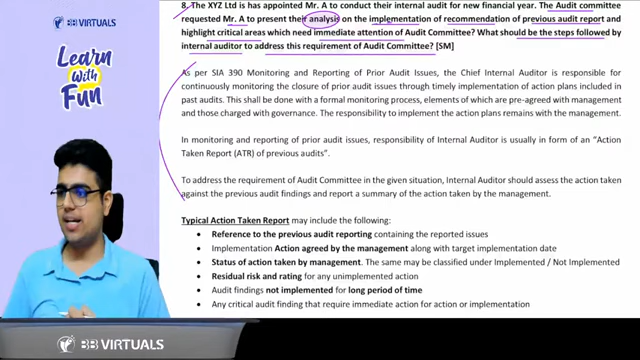 8. The XYZ Ltd is has appointed Mr. A to conduct their internal audit for new financial year. The Audit committee
requested Mr. A to present their analysis on the implementation of recommendation of previous audit report and
highlight critical areas which need immediate attention of Audit Committee? What should be the steps followed by
internal auditor to address this requirement of Audit Committee? [SM]
BB VIRTUALS
Learn
With
Fun
As per SIA 390 Monitoring and Reporting of Prior Audit Issues, the Chief Internal Auditor is responsible for
continuously monitoring the closure of prior audit issues through timely implementation of action plans included in
past audits. This shall be done with a formal monitoring process, elements of which are pre-agreed with management
and those charged with governance. The responsibility to implement the action plans remains with the management.
In monitoring and reporting of prior audit issues, responsibility of Internal Auditor is usually in form of an “Action
Taken Report (ATR) of previous audits”.
To address the requirement of Audit Committee in the given situation, Internal Auditor should assess the action taken
against the previous audit findings and report a summary of the action taken by the management.
Typical Action Taken Report may include the following:
• Reference to the previous audit reporting containing the reported issues
• Implementation Action agreed by the management along with target implementation date
• Status of action taken by management. The same may be classified under Implemented / Not Implemented
• Residual risk and rating for any unimplemented action
• Audit findings not implemented for long period of time
• Any critical audit finding that require immediate action for action or implementation
BB VIRTUALS